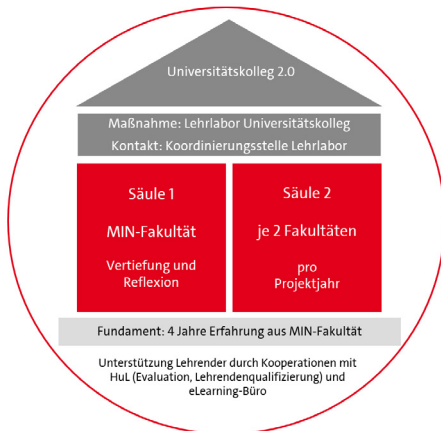 Universitätskolleg 2.0
Maßnahme: Lehrlabor Universitätskolleg
Kontakt: Koordinierungsstelle Lehrlabor
Säule 1
MIN-Fakultät
Vertiefung und
Reflexion
Säule 2
je 2 Fakultäten
pro
Projektjahr
Fundament: 4 Jahre Erfahrung aus MIN-Fakultät
Unterstützung Lehrender durch Kooperationen mit
HuL (Evaluation, Lehrendenqualifizierung) und
eLearning-Büro